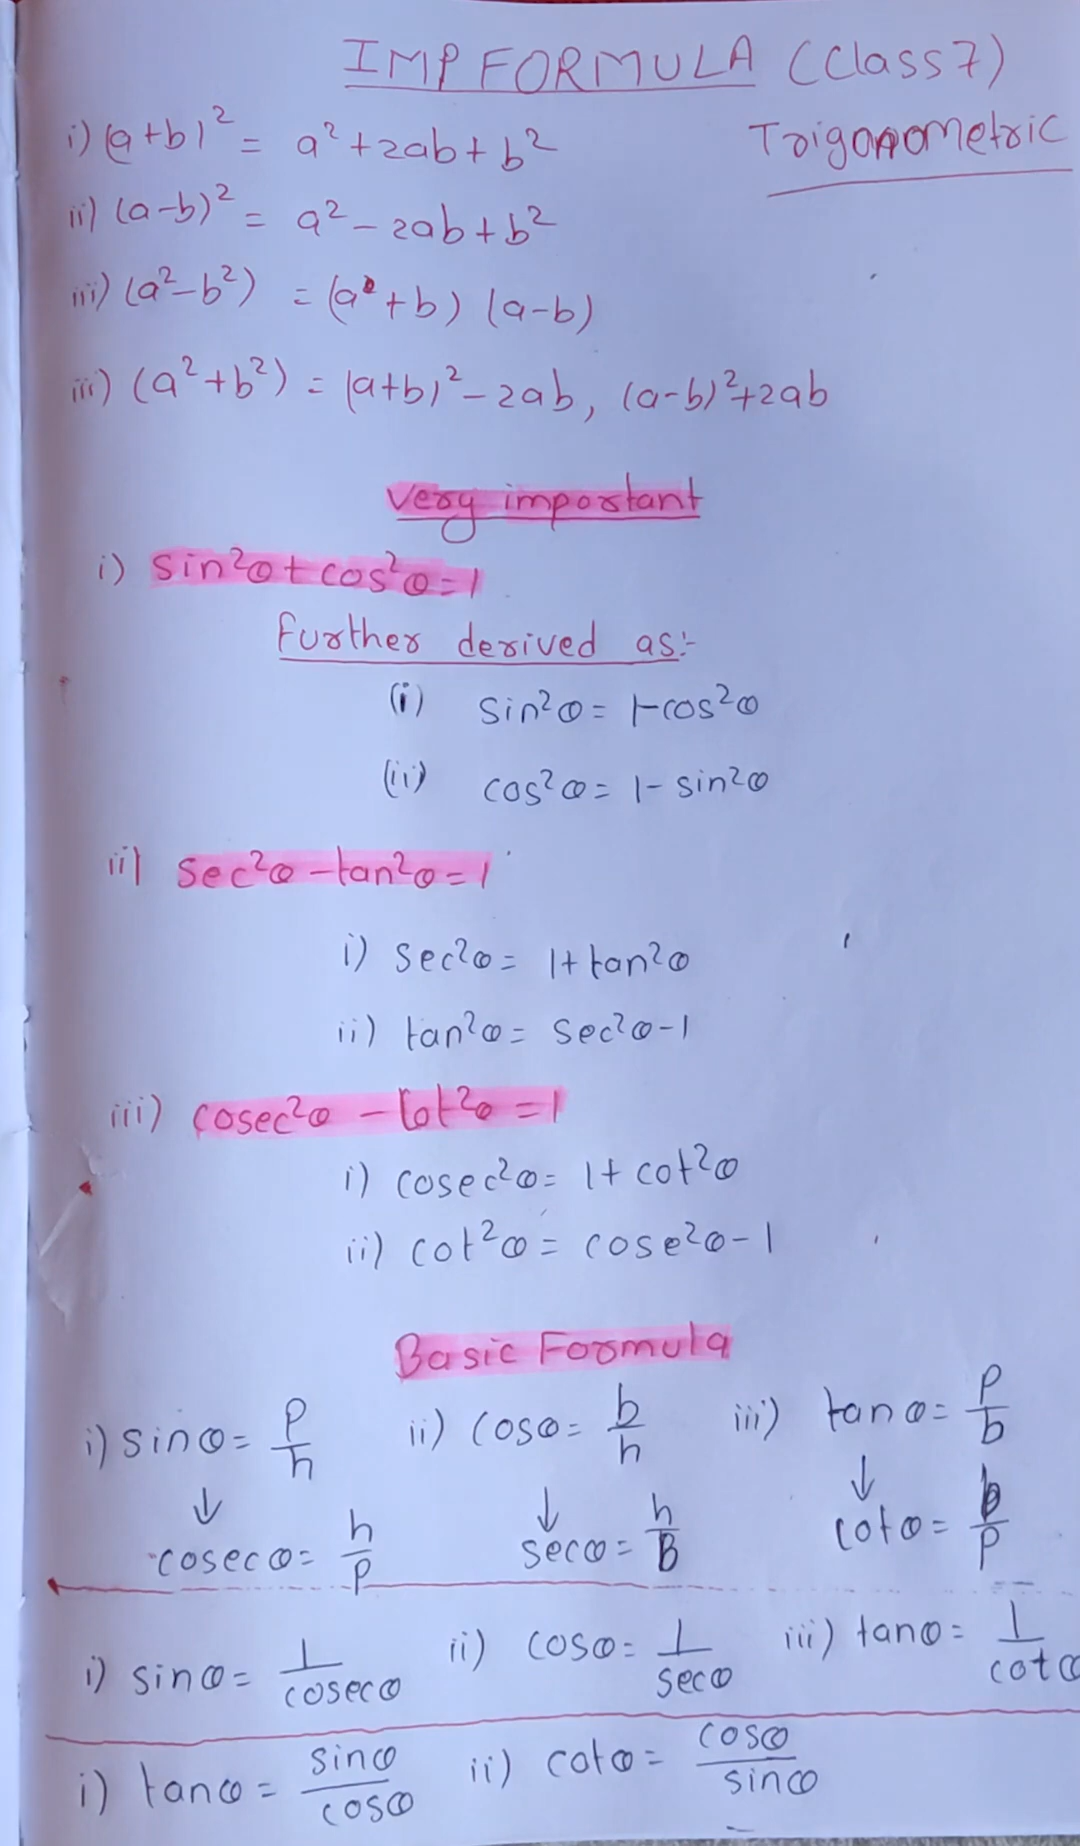 IMP FORMULA (Class 7)
Trigonometric
i) (a+b)² = a²+2ab+b²
ii) (a-b)² = a²-2ab+b²
iii) (a²-b²) = (a+b) (a-b)
iii) (a²+b²) = (a+b)²-2ab, (a-b)²+2ab
Very important
i) sin²θ+cos²θ=1
Further derived as:-
(i) sin²θ= 1-cos²θ
(ii) cos²θ= 1-sin²θ
ii) sec²θ-tan²θ=1
i) sec²θ= 1+tan²θ
ii) tan²θ= sec²θ-1
iii) cosec²θ - cot²θ =1
i) cosec²θ= 1+cot²θ
ii) cot²θ= cose²θ-1
Basic Formula
i) sinθ= P/h ii) cosθ= b/h iii) tanθ= P/b
↓ ↓ ↓
cosecθ= h/P secθ= h/B cotθ= b/P
i) sinθ= 1/cosecθ ii) cosθ= 1/secθ iii) tanθ= 1/cotθ
i) tanθ= sinθ/cosθ ii) cotθ= cosθ/sinθ